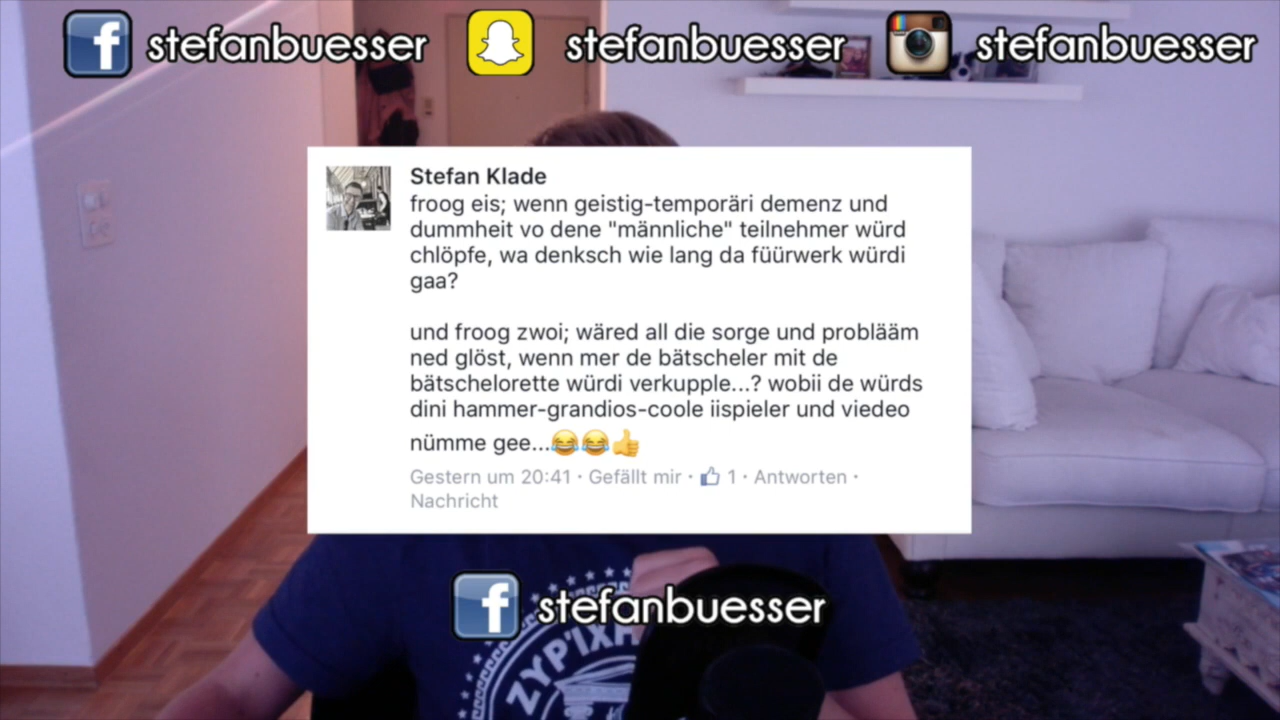 stefanbuesser
stefanbuesser
stefanbuesser
Stefan Klade
froog eis; wenn geistig-temporäri demenz und
dummheit vo dene "männliche" teilnehmer würd
chlöpfe, wa denksch wie lang da füürwerk würdi
gaa?
und froog zwoi; wäred all die sorge und probläâm
ned glöst, wenn mer de bätscheler mit de
bätschelorette würdi verkupple...? wobii de würds
dini hammer-grandios-coole iispieler und viedeo
nümme gee...😂😂👍
Gestern um 20:41 · Gefällt mir · 1 · Antworten ·
Nachricht
stefanbuesser